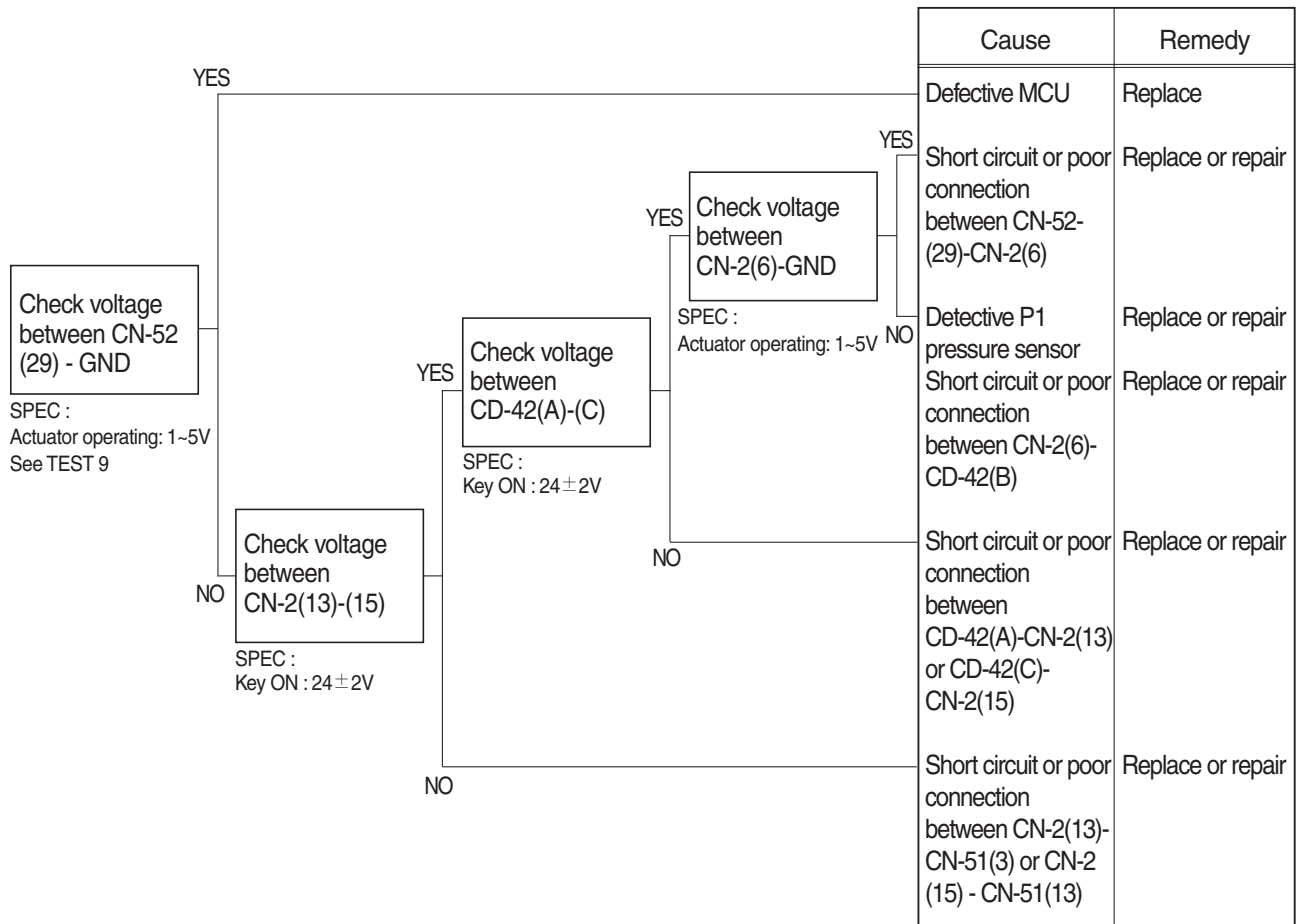 Cause
Remedy
YES
Defective MCU
Replace
YES
Short circuit or poor
connection
between CN-52-
(29)-CN-2(6)
Replace or repair
YES
Check voltage
between
CN-2(6)-GND
SPEC :
Actuator operating: 1~5V
NO
Detective P1
pressure sensor
Replace or repair
Short circuit or poor
connection
between CN-2(6)-
CD-42(B)
Replace or repair
Check voltage
between CN-52
(29) - GND
SPEC :
Actuator operating: 1~5V
See TEST 9
YES
Check voltage
between
CD-42(A)-(C)
SPEC :
Key ON : 24±2V
NO
Short circuit or poor
connection
between
CD-42(A)-CN-2(13)
or CD-42(C)-
CN-2(15)
Replace or repair
NO
Check voltage
between
CN-2(13)-(15)
SPEC :
Key ON : 24±2V
NO
Short circuit or poor
connection
between CN-2(13)-
CN-51(3) or CN-2
(15) - CN-51(13)
Replace or repair